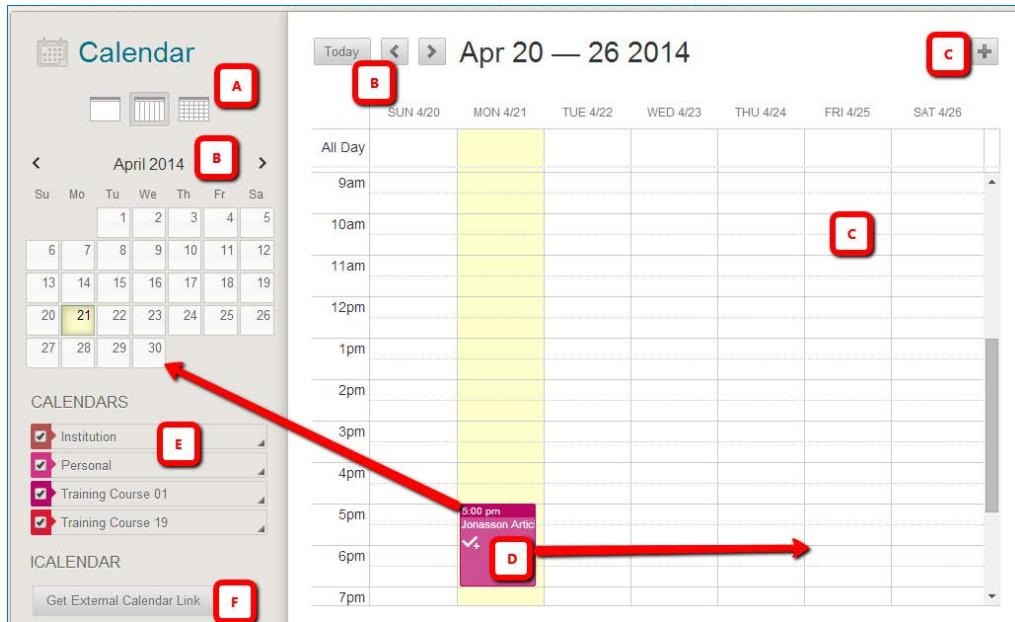 Calendar
A
B
April 2014
Su Mo Tu We Th Fr Sa
1 2 3 4 5
6 7 8 9 10 11 12
13 14 15 16 17 18 19
20 21 22 23 24 25 26
27 28 29 30
CALENDARS
Institution
E
Personal
Training Course 01
Training Course 19
ICALENDAR
Get External Calendar Link
F
Today
B
Apr 20 — 26 2014
C
SUN 4/20 MON 4/21 TUE 4/22 WED 4/23 THU 4/24 FRI 4/25 SAT 4/26
All Day
9am
10am
C
11am
12pm
1pm
2pm
3pm
4pm
5pm
5:00 pm
Jonasson Artic
D
6pm
7pm